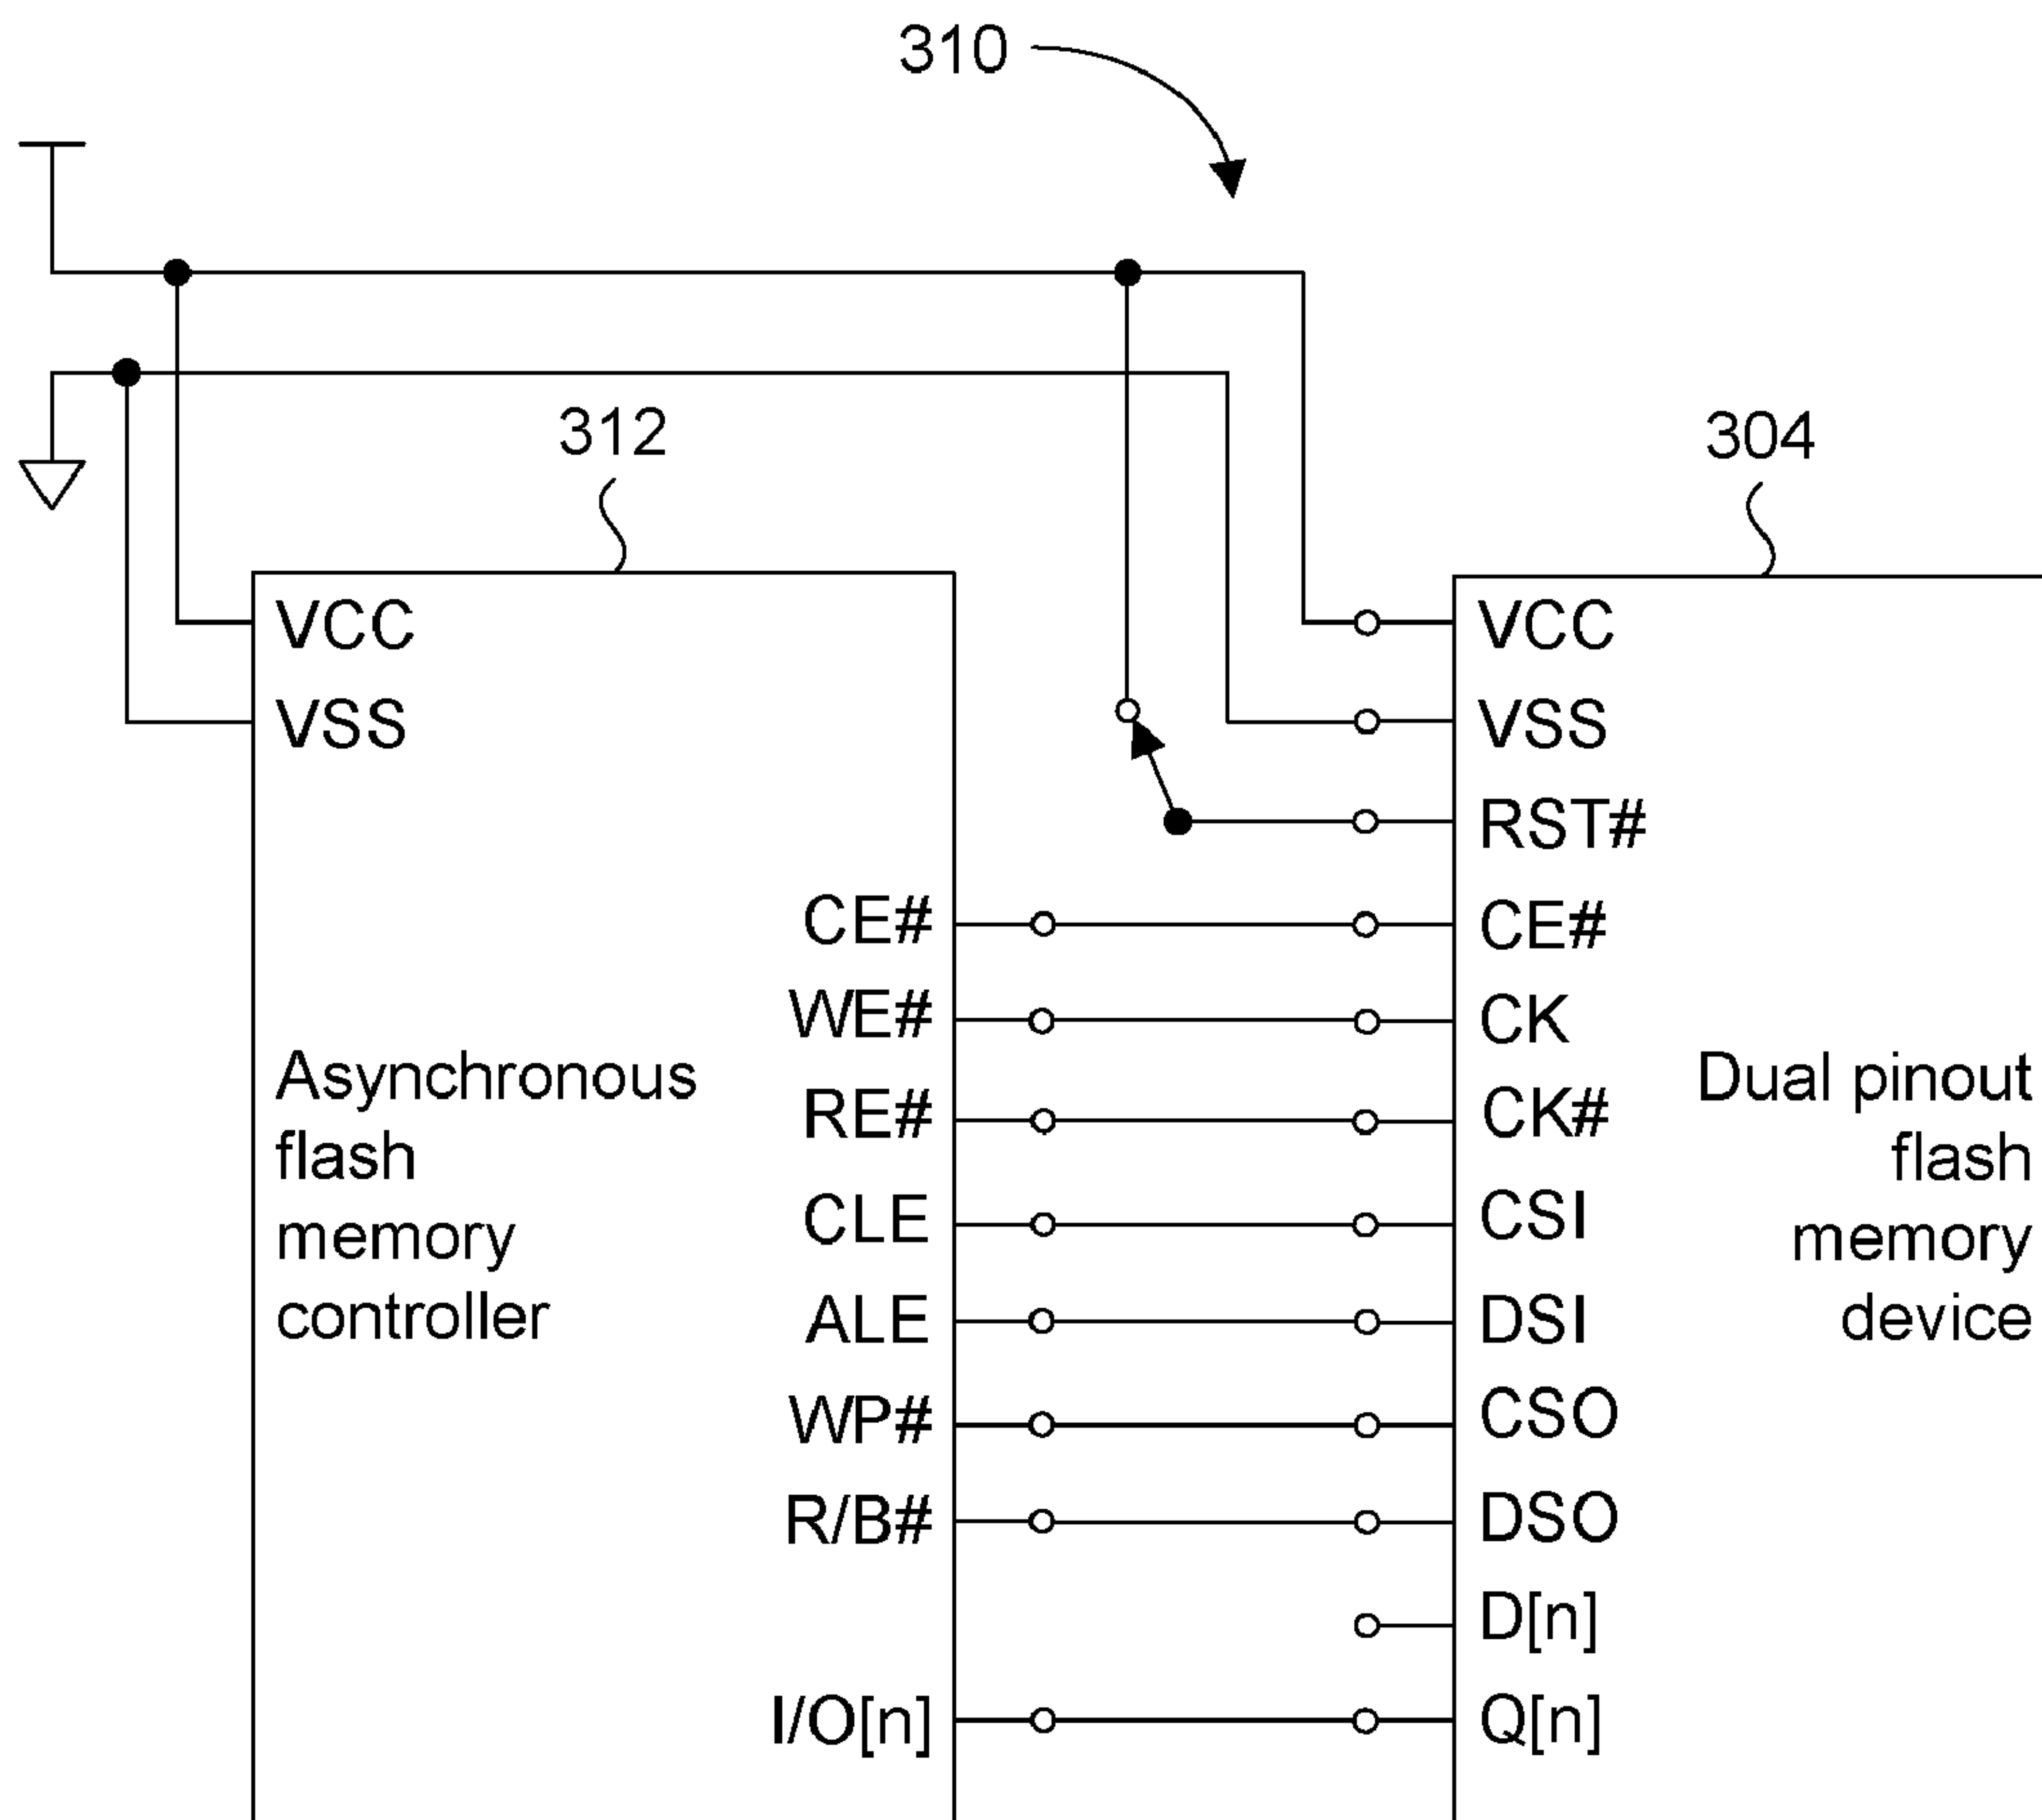 310
312
304
VCC
VSS
CE#
WE#
RE#
CLE
ALE
WP#
R/B#
I/O[n]
Asynchronous
flash
memory
controller
VCC
VSS
RST#
CE#
CK
CK#
CSI
DSI
CSO
DSO
D[n]
Q[n]
Dual pinout
flash
memory
device